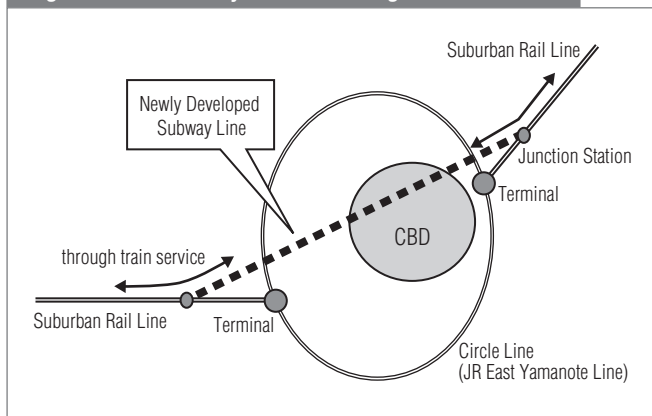 Suburban Rail Line
Newly Developed
Subway Line
Junction Station
Terminal
CBD
through train service
Suburban Rail Line
Terminal
Circle Line
(JR East Yamanote Line)